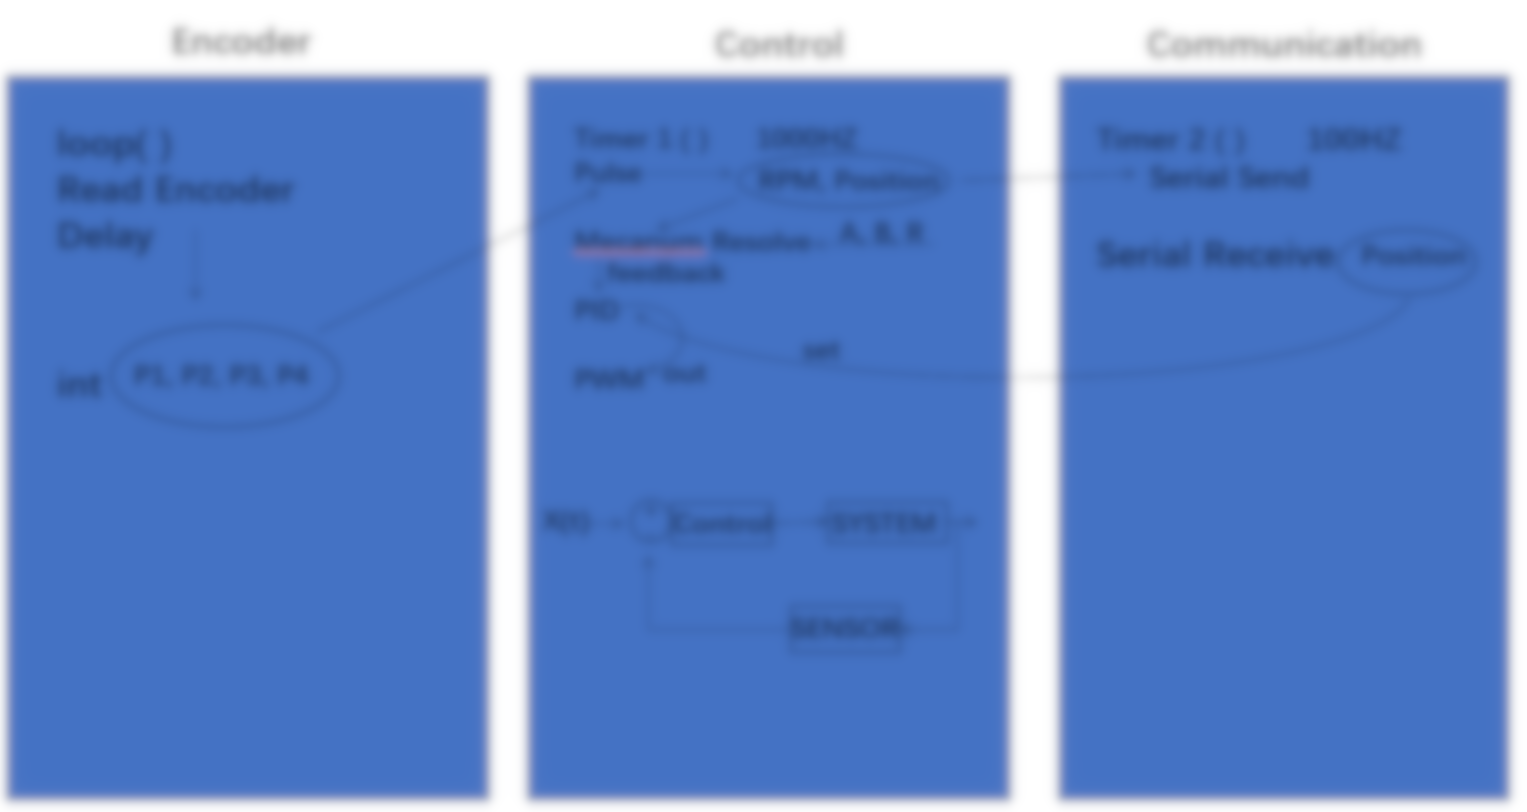 Encoder
loop( )
Read Encoder
Delay
int P1, P2, P3, P4
Control
Timer 1 ( ) 1000HZ
Pulse RPM, Position
Resolve A, B, R
feedback
PID
set
PWM out
X(t) Control SYSTEM
SENSOR
Communication
Timer 2 ( ) 100HZ
Serial Send
Serial Receive Position